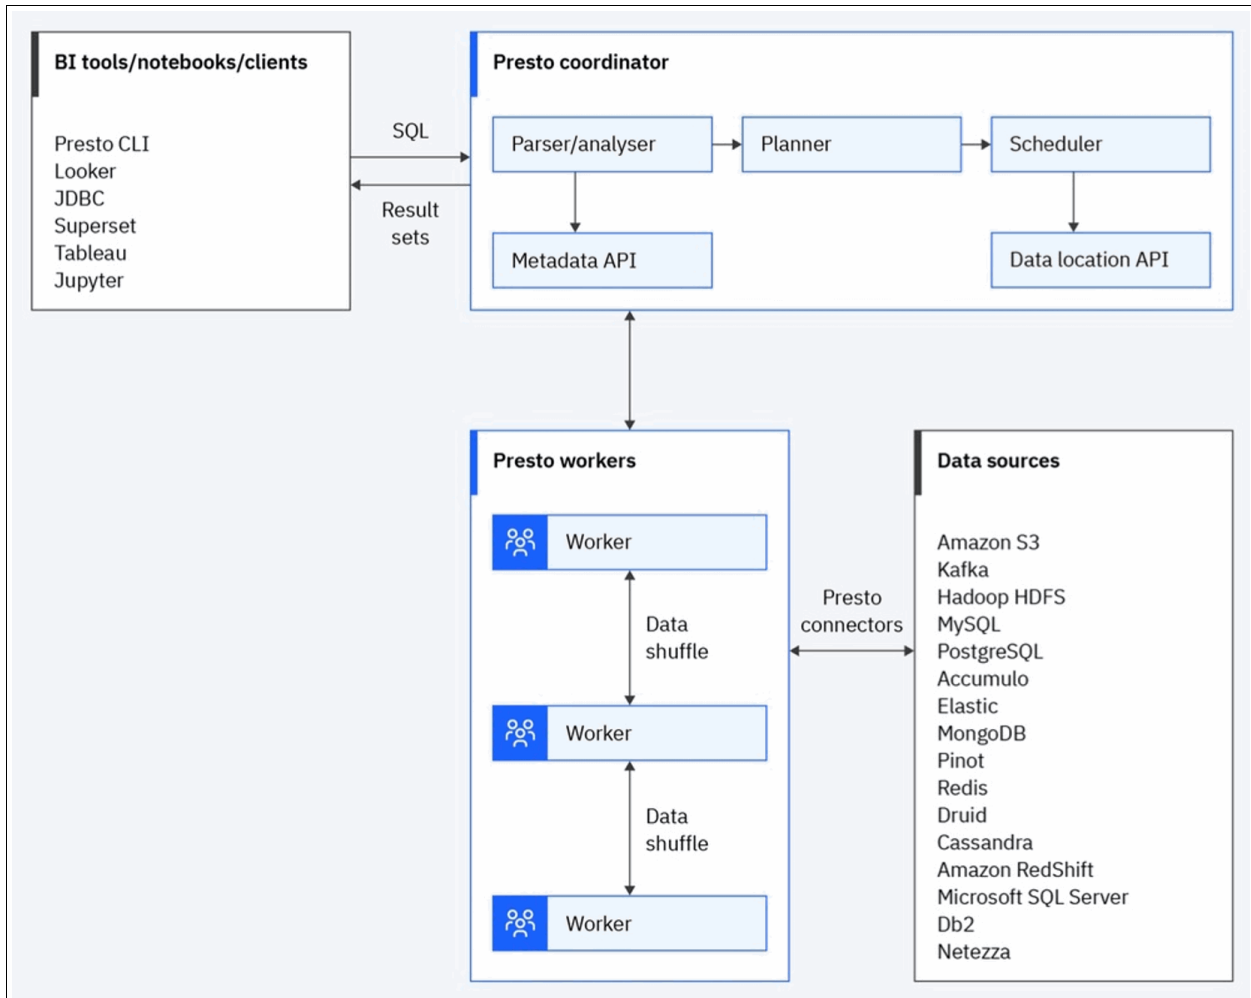 BI tools/notebooks/clients
Presto CLI
Looker
JDBC
Superset
Tableau
Jupyter
SQL
Result
sets
Presto coordinator
Parser/analyser
Planner
Scheduler
Metadata API
Data location API
Presto workers
Worker
Data
shuffle
Worker
Data
shuffle
Worker
Presto
connectors
Data sources
Amazon S3
Kafka
Hadoop HDFS
MySQL
PostgreSQL
Accumulo
Elastic
MongoDB
Pinot
Redis
Druid
Cassandra
Amazon RedShift
Microsoft SQL Server
Db2
Netezza